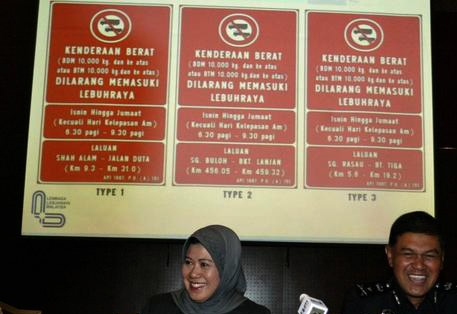 KENDERAAN BERAT
(BDM 10,000 kg. dan ke atas
atau BTM 10,000 kg dan ke atas)
DILARANG MEMASUKI
LEBUHRAYA
Isnin Hingga Jumaat
(Kecuali Hari Kelepasan Am)
6.30 pagi - 9.30 pagi
LALUAN
SHAH ALAM - JALAN DUTA
(Km 9.3 - Km 31.0)
TYPE 1
KENDERAAN BERAT
(BDM 10,000 kg. dan ke atas
atau BTM 10,000 kg dan ke atas)
DILARANG MEMASUKI
LEBUHRAYA
Isnin Hingga Jumaat
(Kecuali Hari Kelepasan Am)
6.30 pagi - 9.30 pagi
LALUAN
SG. BULOH - BKT. LANJAN
(Km 456.05 - Km 459.32)
TYPE 2
KENDERAAN BERAT
(BDM 10,000 kg. dan ke atas
atau BTM 10,000 kg dan ke atas)
DILARANG MEMASUKI
LEBUHRAYA
Isnin Hingga Jumaat
(Kecuali Hari Kelepasan Am)
6.30 pagi - 9.30 pagi
LALUAN
SG. RASAU - BT. TIGA
(Km 5.6 - Km 19.2)
TYPE 3
LEMBAGA
LEBUHRAYA
MALAYSIA